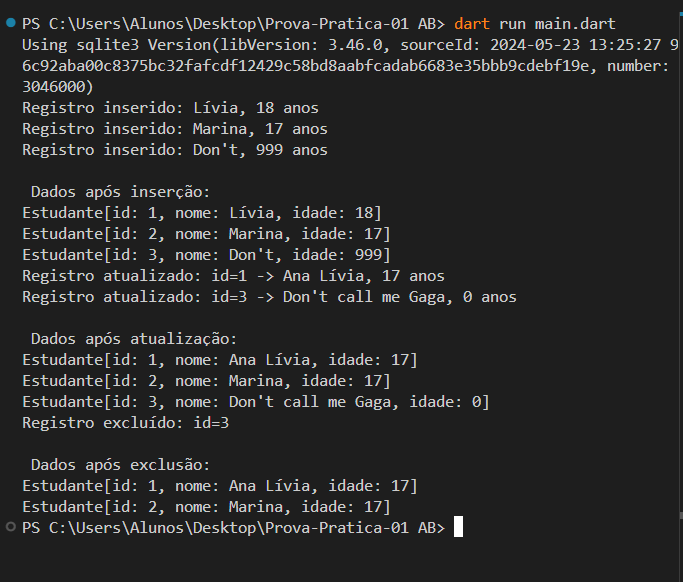 PS C:\Users\Alunos\Desktop\Prova-Pratica-01 AB> dart run main.dart
Using sqlite3 Version(libVersion: 3.46.0, sourceId: 2024-05-23 13:25:27 9
6c92aba00c8375bc32fafcdf12429c58bd8aabfcadab6683e35bbb9cdebf19e, number:
3046000)
Registro inserido: Lívia, 18 anos
Registro inserido: Marina, 17 anos
Registro inserido: Don't, 999 anos
Dados após inserção:
Estudante[id: 1, nome: Lívia, idade: 18]
Estudante[id: 2, nome: Marina, idade: 17]
Estudante[id: 3, nome: Don't, idade: 999]
Registro atualizado: id=1 -> Ana Lívia, 17 anos
Registro atualizado: id=3 -> Don't call me Gaga, 0 anos
Dados após atualização:
Estudante[id: 1, nome: Ana Lívia, idade: 17]
Estudante[id: 2, nome: Marina, idade: 17]
Estudante[id: 3, nome: Don't call me Gaga, idade: 0]
Registro excluído: id=3
Dados após exclusão:
Estudante[id: 1, nome: Ana Lívia, idade: 17]
Estudante[id: 2, nome: Marina, idade: 17]
PS C:\Users\Alunos\Desktop\Prova-Pratica-01 AB>